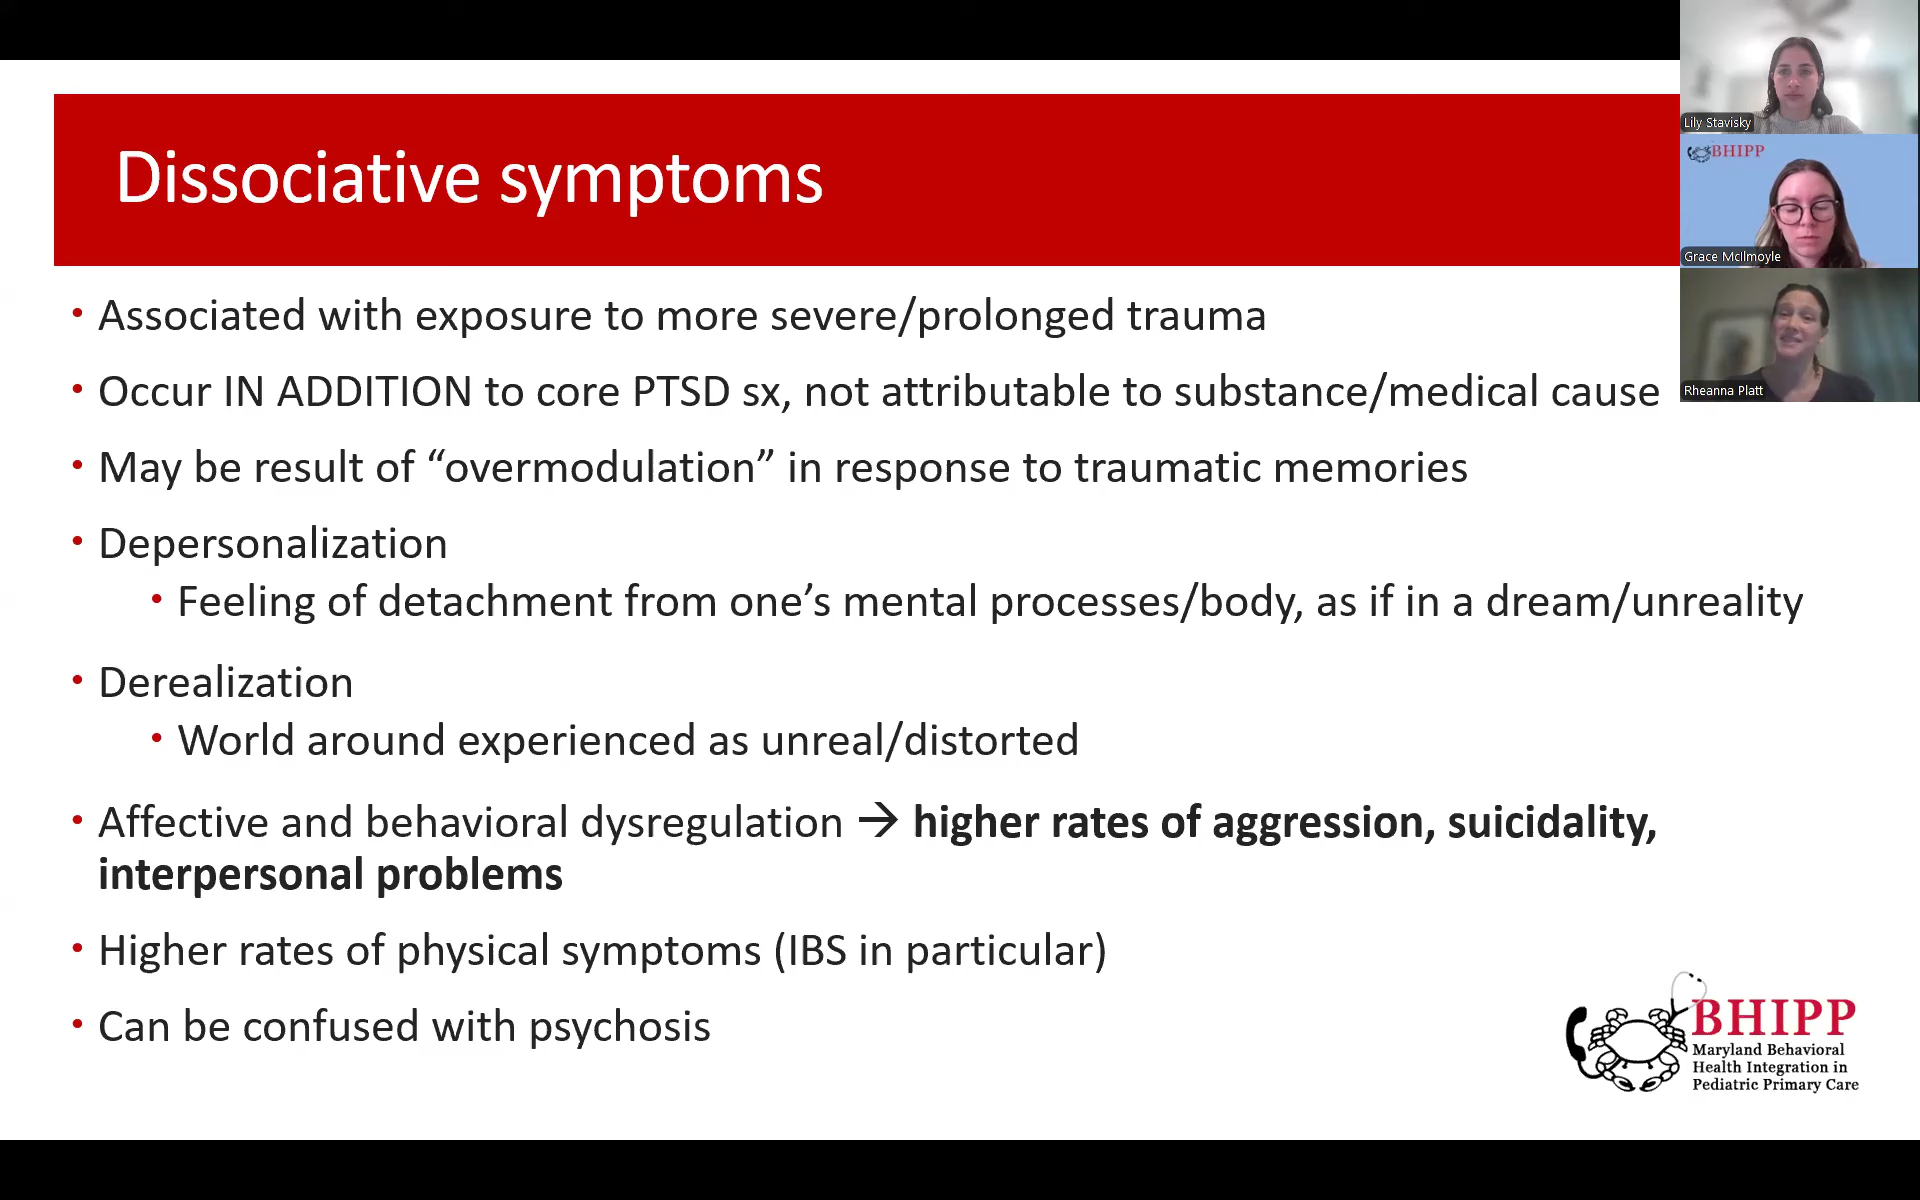 Dissociative symptoms
• Associated with exposure to more severe/prolonged trauma
• Occur IN ADDITION to core PTSD sx, not attributable to substance/medical cause
• May be result of “overmodulation” in response to traumatic memories
• Depersonalization
• Feeling of detachment from one’s mental processes/body, as if in a dream/unreality
• Derealization
• World around experienced as unreal/distorted
• Affective and behavioral dysregulation → higher rates of aggression, suicidality,
interpersonal problems
• Higher rates of physical symptoms (IBS in particular)
• Can be confused with psychosis
BHIPP
Maryland Behavioral
Health Integration in
Pediatric Primary Care
Lily Stavisky
BHIPP
Grace McIlmoyle
Rheanna Platt